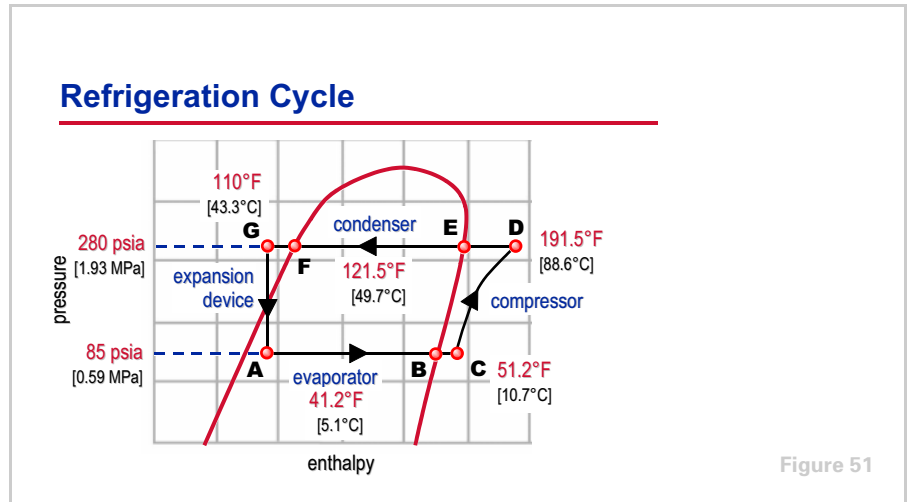 Refrigeration Cycle
110°F
[43.3°C]
G
condenser
E
D
280 psia
[1.93 MPa]
F
191.5°F
[88.6°C]
expansion
device
121.5°F
[49.7°C]
compressor
pressure
85 psia
[0.59 MPa]
A
evaporator
41.2°F
[5.1°C]
B
C
51.2°F
[10.7°C]
enthalpy
Figure 51